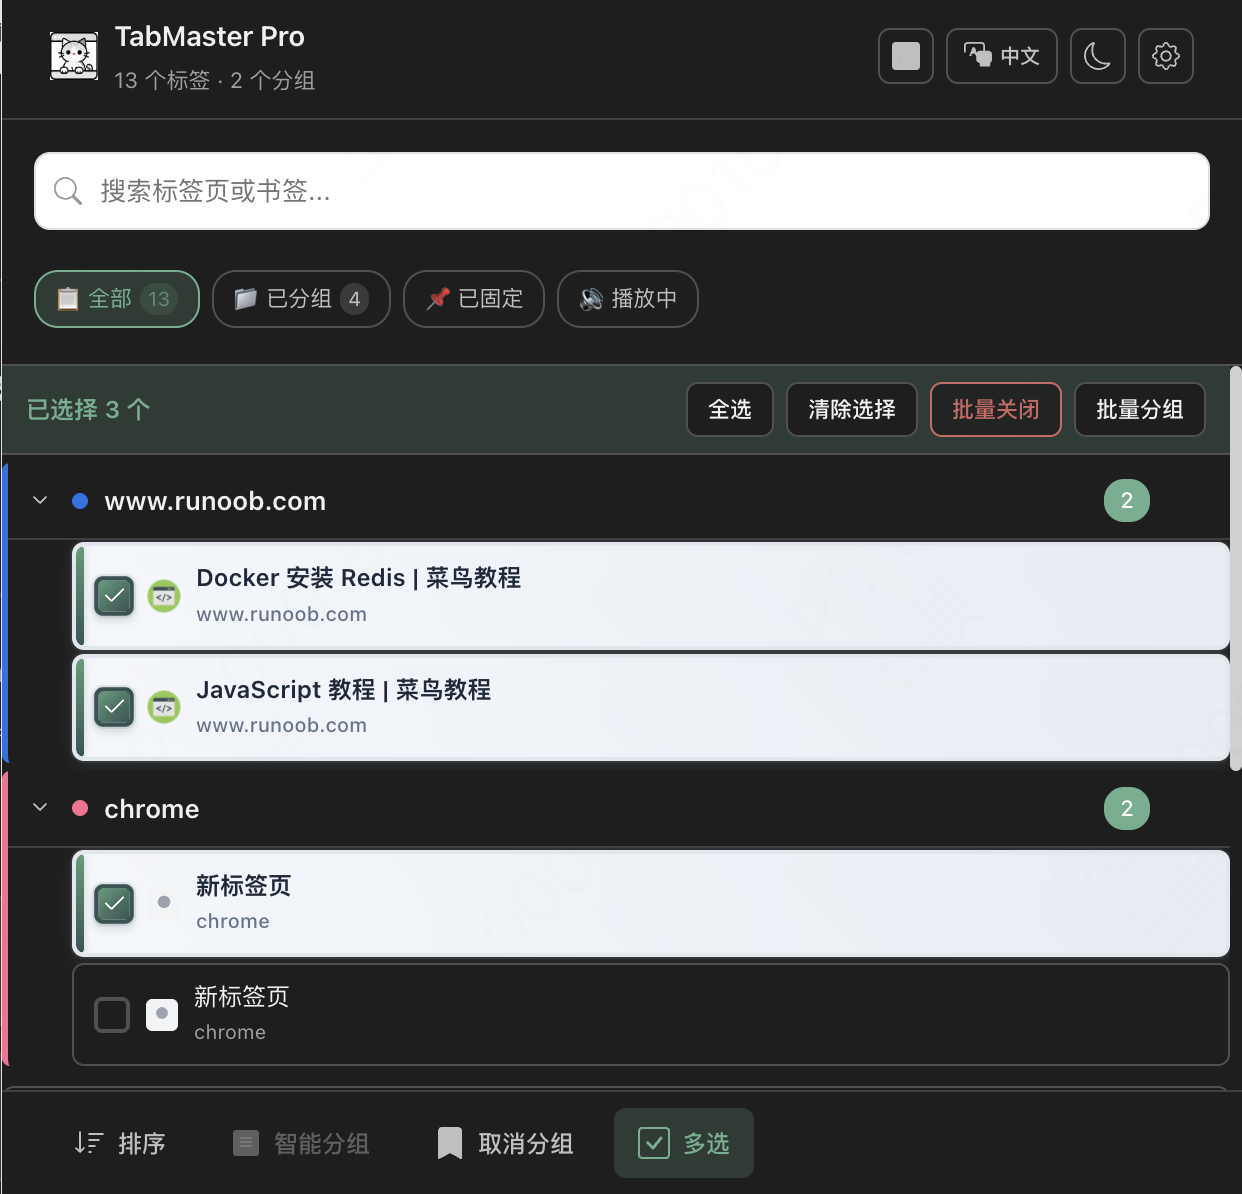 TabMaster Pro
13 个标签 · 2 个分组
中文
搜索标签页或书签...
全部 13
已分组 4
已固定
播放中
已选择 3 个
全选
清除选择
批量关闭
批量分组
www.runoob.com
2
Docker 安装 Redis | 菜鸟教程
www.runoob.com
JavaScript 教程 | 菜鸟教程
www.runoob.com
chrome
2
新标签页
chrome
新标签页
chrome
排序
智能分组
取消分组
多选